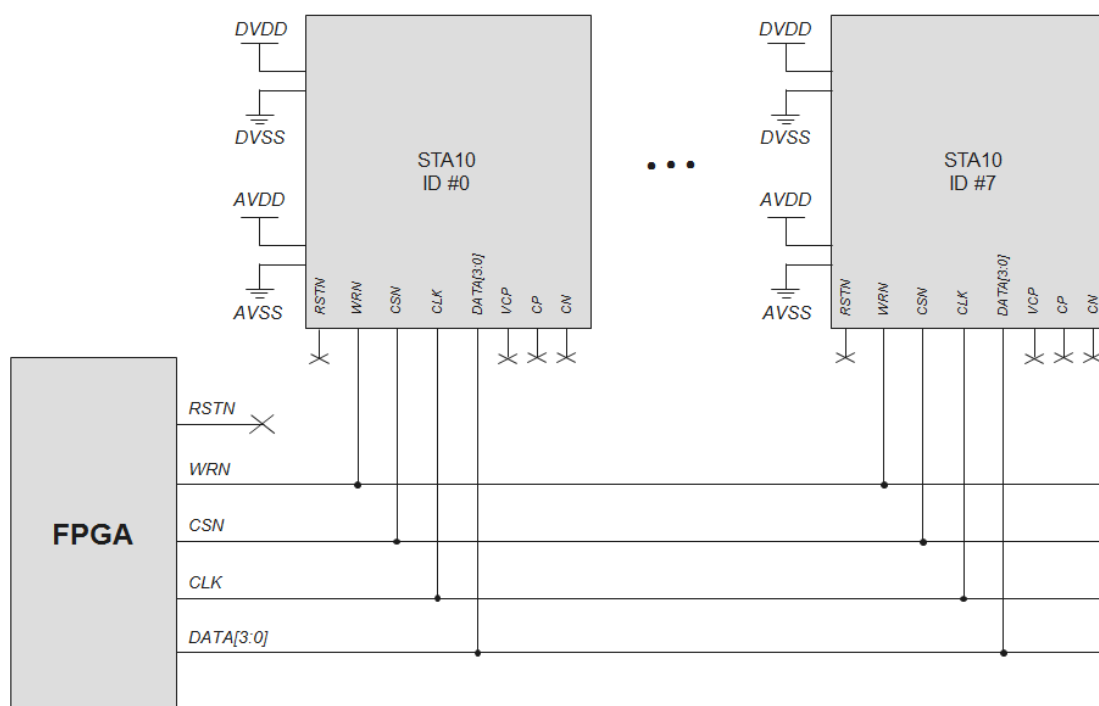 DVDD
DVSS
AVDD
AVSS
STA10
ID #0
RSTN
WRN
CSN
CLK
DATA[3:0]
VCP
CP
CN
• • •
DVDD
DVSS
AVDD
AVSS
STA10
ID #7
RSTN
WRN
CSN
CLK
DATA[3:0]
VCP
CP
CN
FPGA
RSTN
WRN
CSN
CLK
DATA[3:0]